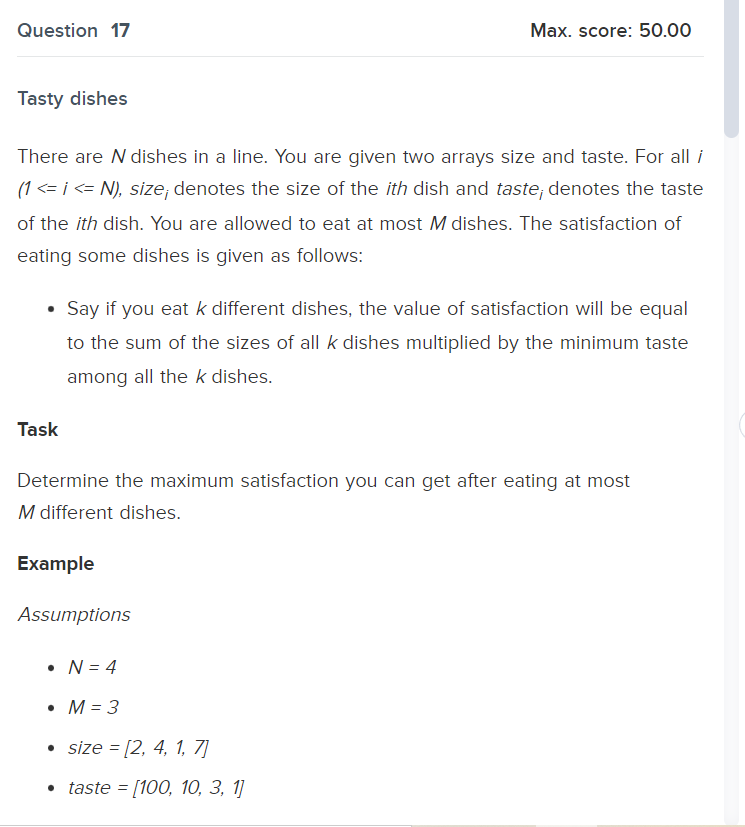 Question 17 Max. score: 50.00
Tasty dishes
There are N dishes in a line. You are given two arrays size and taste. For all i
(1 <= i <= N), sizeᵢ denotes the size of the ith dish and tasteᵢ denotes the taste
of the ith dish. You are allowed to eat at most M dishes. The satisfaction of
eating some dishes is given as follows:
• Say if you eat k different dishes, the value of satisfaction will be equal
to the sum of the sizes of all k dishes multiplied by the minimum taste
among all the k dishes.
Task
Determine the maximum satisfaction you can get after eating at most
M different dishes.
Example
Assumptions
• N = 4
• M = 3
• size = [2, 4, 1, 7]
• taste = [100, 10, 3, 1]